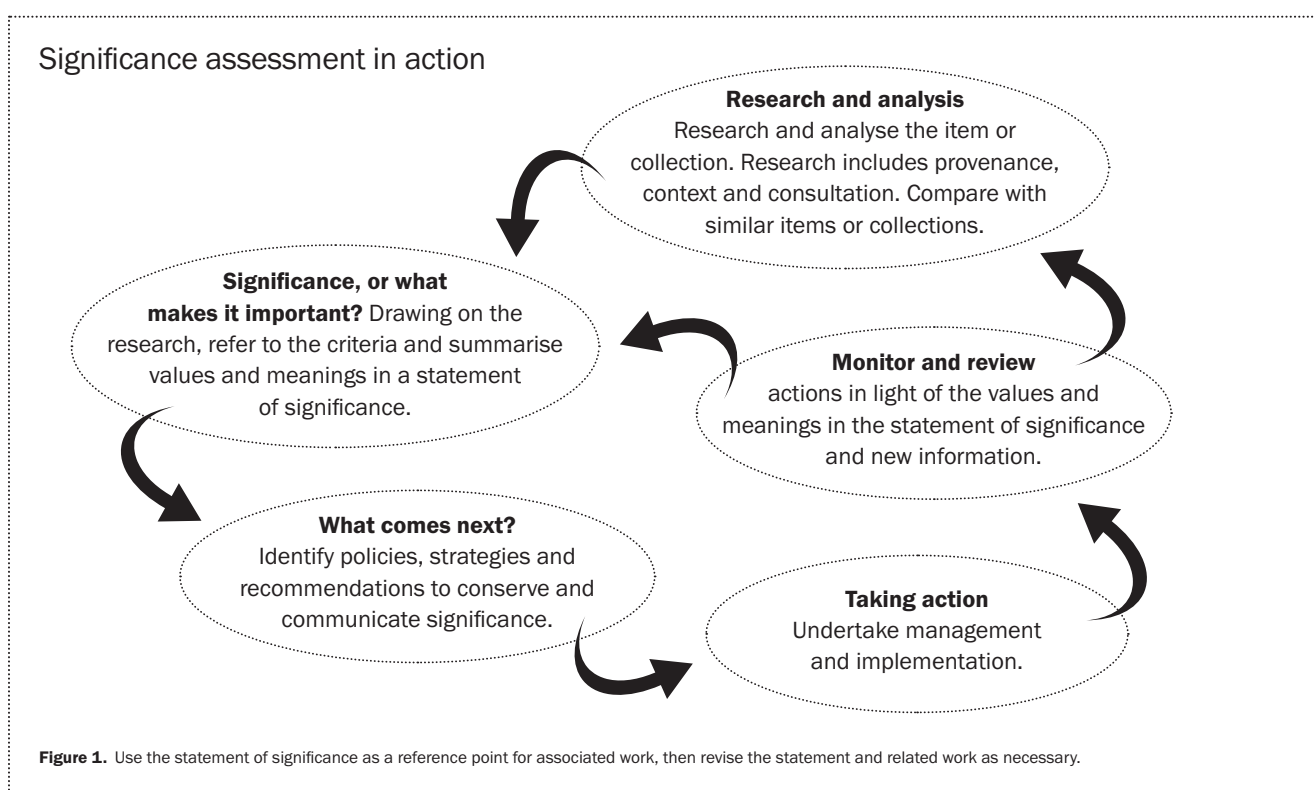 Significance assessment in action
Research and analysis
Research and analyse the item or
collection. Research includes provenance,
context and consultation. Compare with
similar items or collections.
Significance, or what
makes it important? Drawing on the
research, refer to the criteria and summarise
values and meanings in a statement
of significance.
Monitor and review
actions in light of the values and
meanings in the statement of significance
and new information.
What comes next?
Identify policies, strategies and
recommendations to conserve and
communicate significance.
Taking action
Undertake management
and implementation.
Figure 1. Use the statement of significance as a reference point for associated work, then revise the statement and related work as necessary.